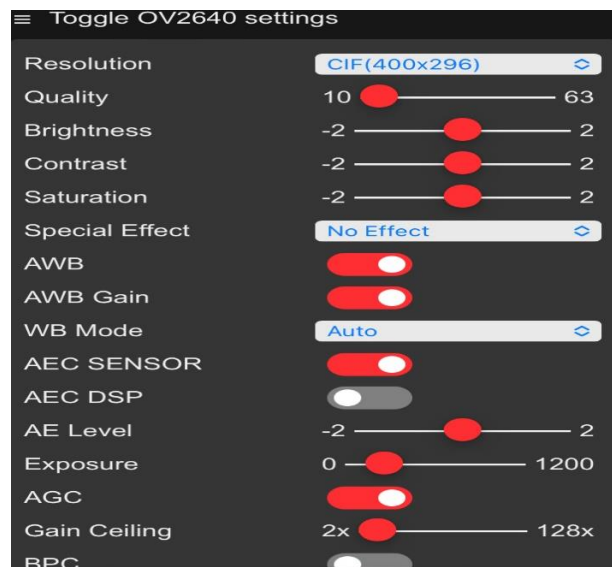 ≡ Toggle OV2640 settings
Resolution CIF(400x296)
Quality 10 63
Brightness -2 2
Contrast -2 2
Saturation -2 2
Special Effect No Effect
AWB
AWB Gain
WB Mode Auto
AEC SENSOR
AEC DSP
AE Level -2 2
Exposure 0 1200
AGC
Gain Ceiling 2x 128x
BPC